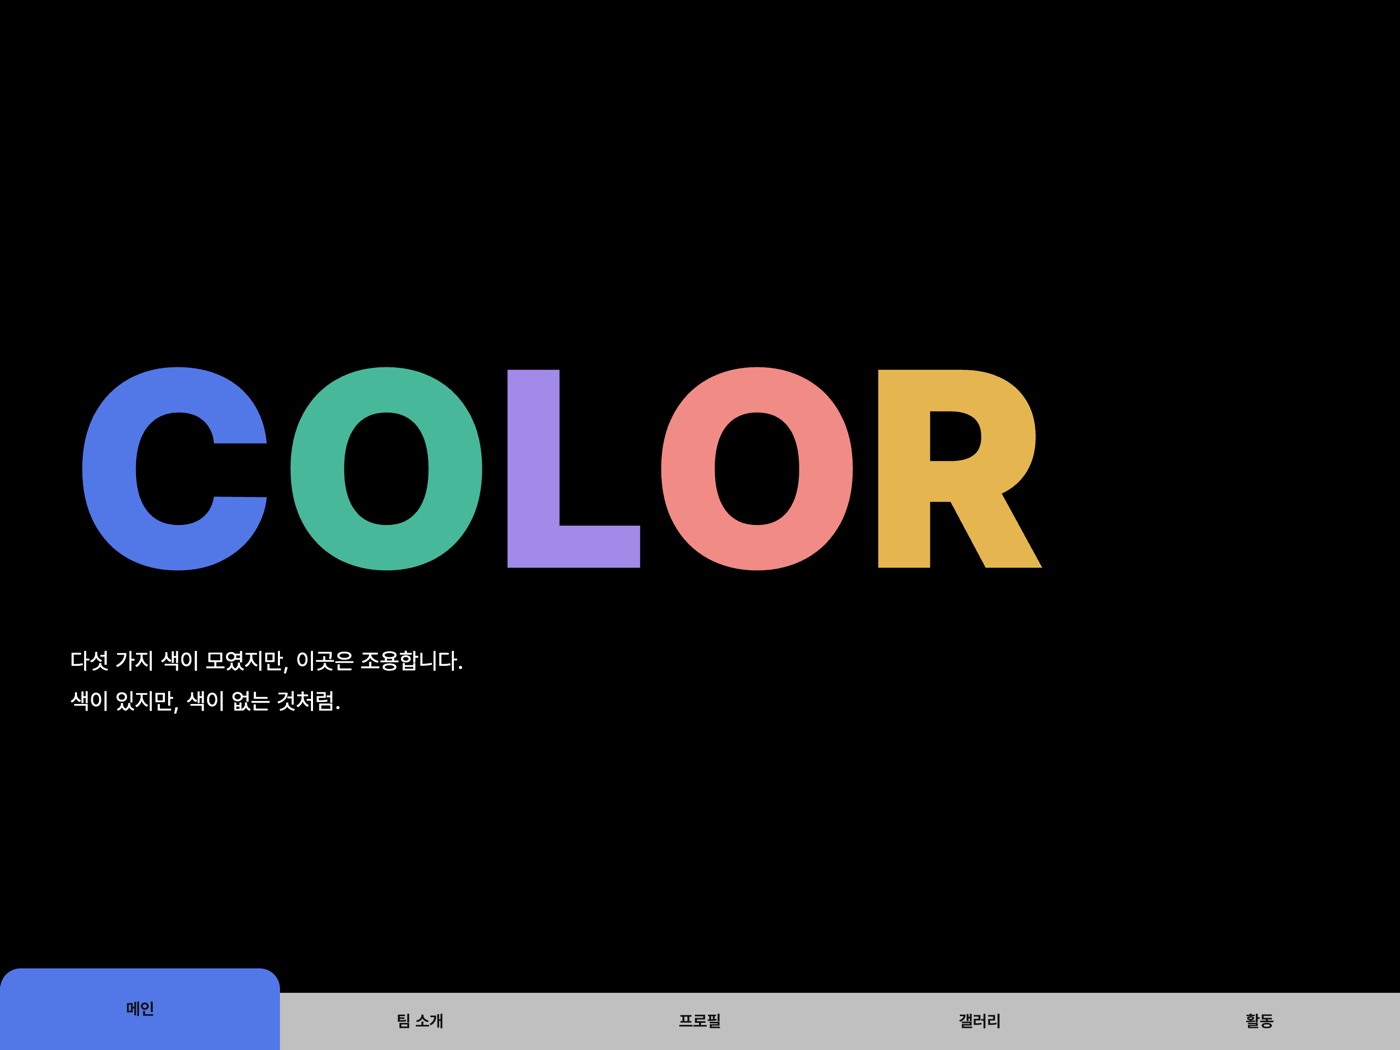 COLOR
다섯 가지 색이 모였지만, 이곳은 조용합니다.
색이 있지만, 색이 없는 것처럼.
메인
팀 소개
프로필
갤러리
활동